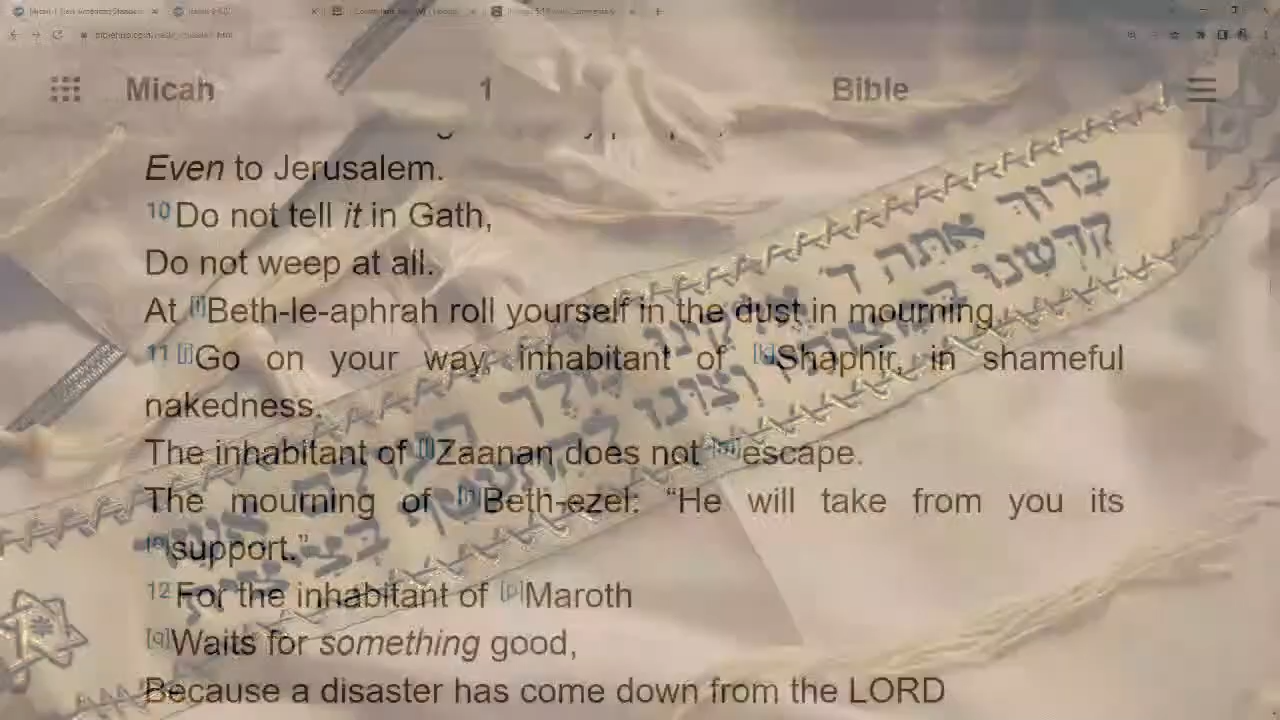 Micah 1 Bible
Even to Jerusalem.
10 Do not tell it in Gath,
Do not weep at all.
At [i]Beth-le-aphrah roll yourself in the dust in mourning.
11 [j]Go on your way, inhabitant of [k]Shaphir, in shameful
nakedness.
The inhabitant of [l]Zaanan does not [m]escape.
The mourning of [n]Beth-ezel: “He will take from you its
[o]support.”
12 For the inhabitant of [p]Maroth
[q]Waits for something good,
Because a disaster has come down from the LORD
ברוך אתה ד'
קדשנו
וצונו